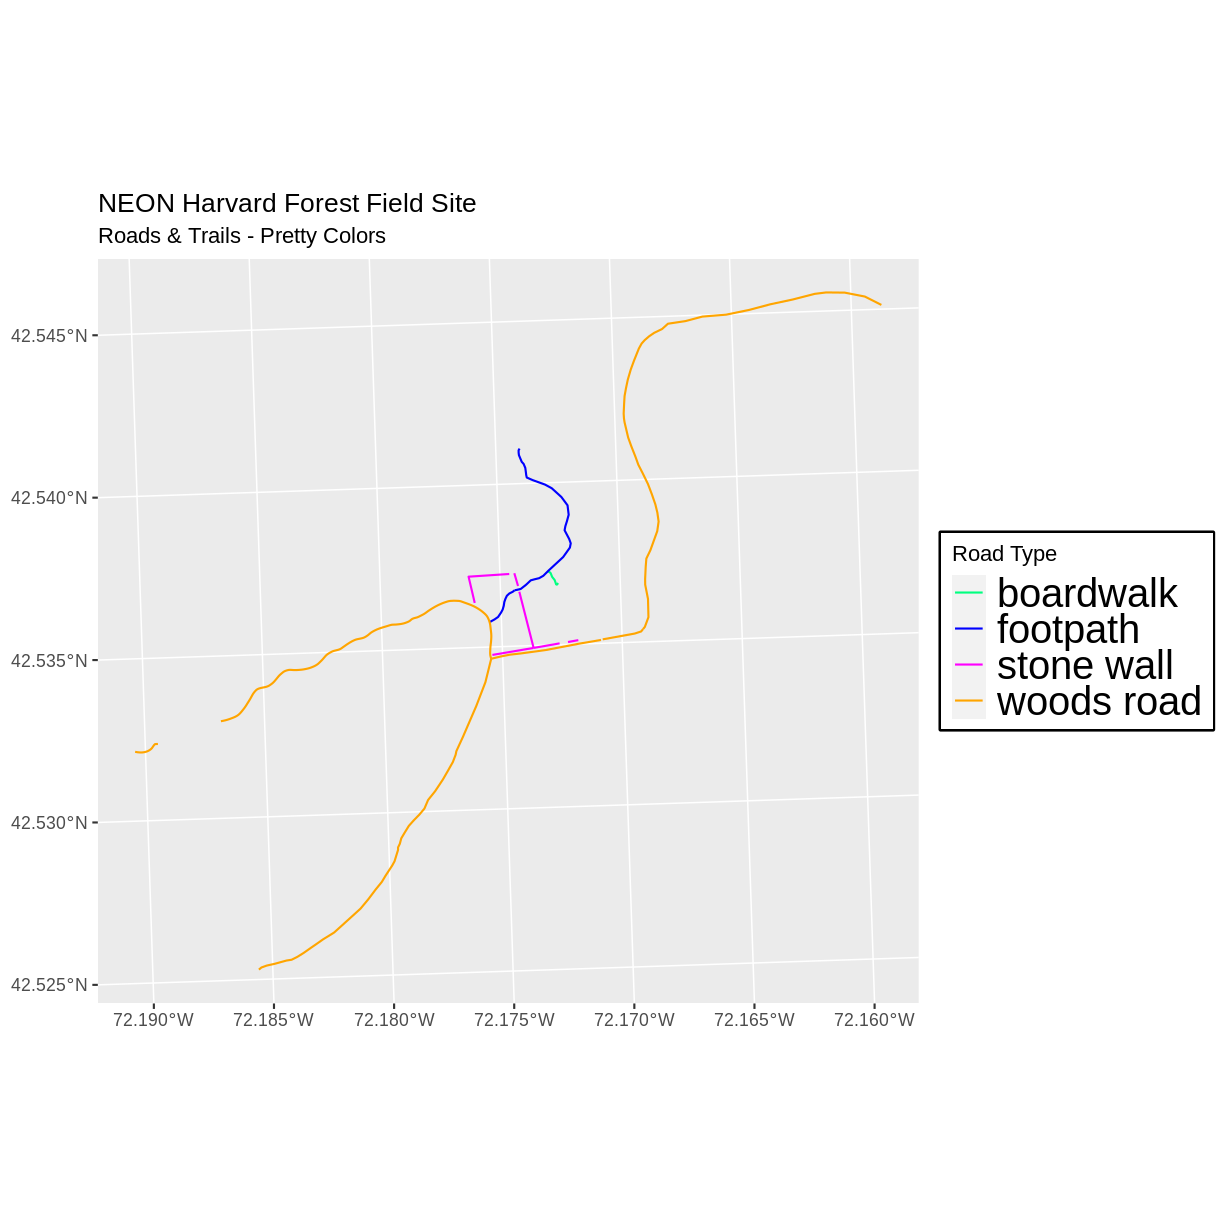 NEON Harvard Forest Field Site
Roads & Trails - Pretty Colors
42.545°N
42.540°N
42.535°N
42.530°N
42.525°N
72.190°W
72.185°W
72.180°W
72.175°W
72.170°W
72.165°W
72.160°W
Road Type
boardwalk
footpath
stone wall
woods road